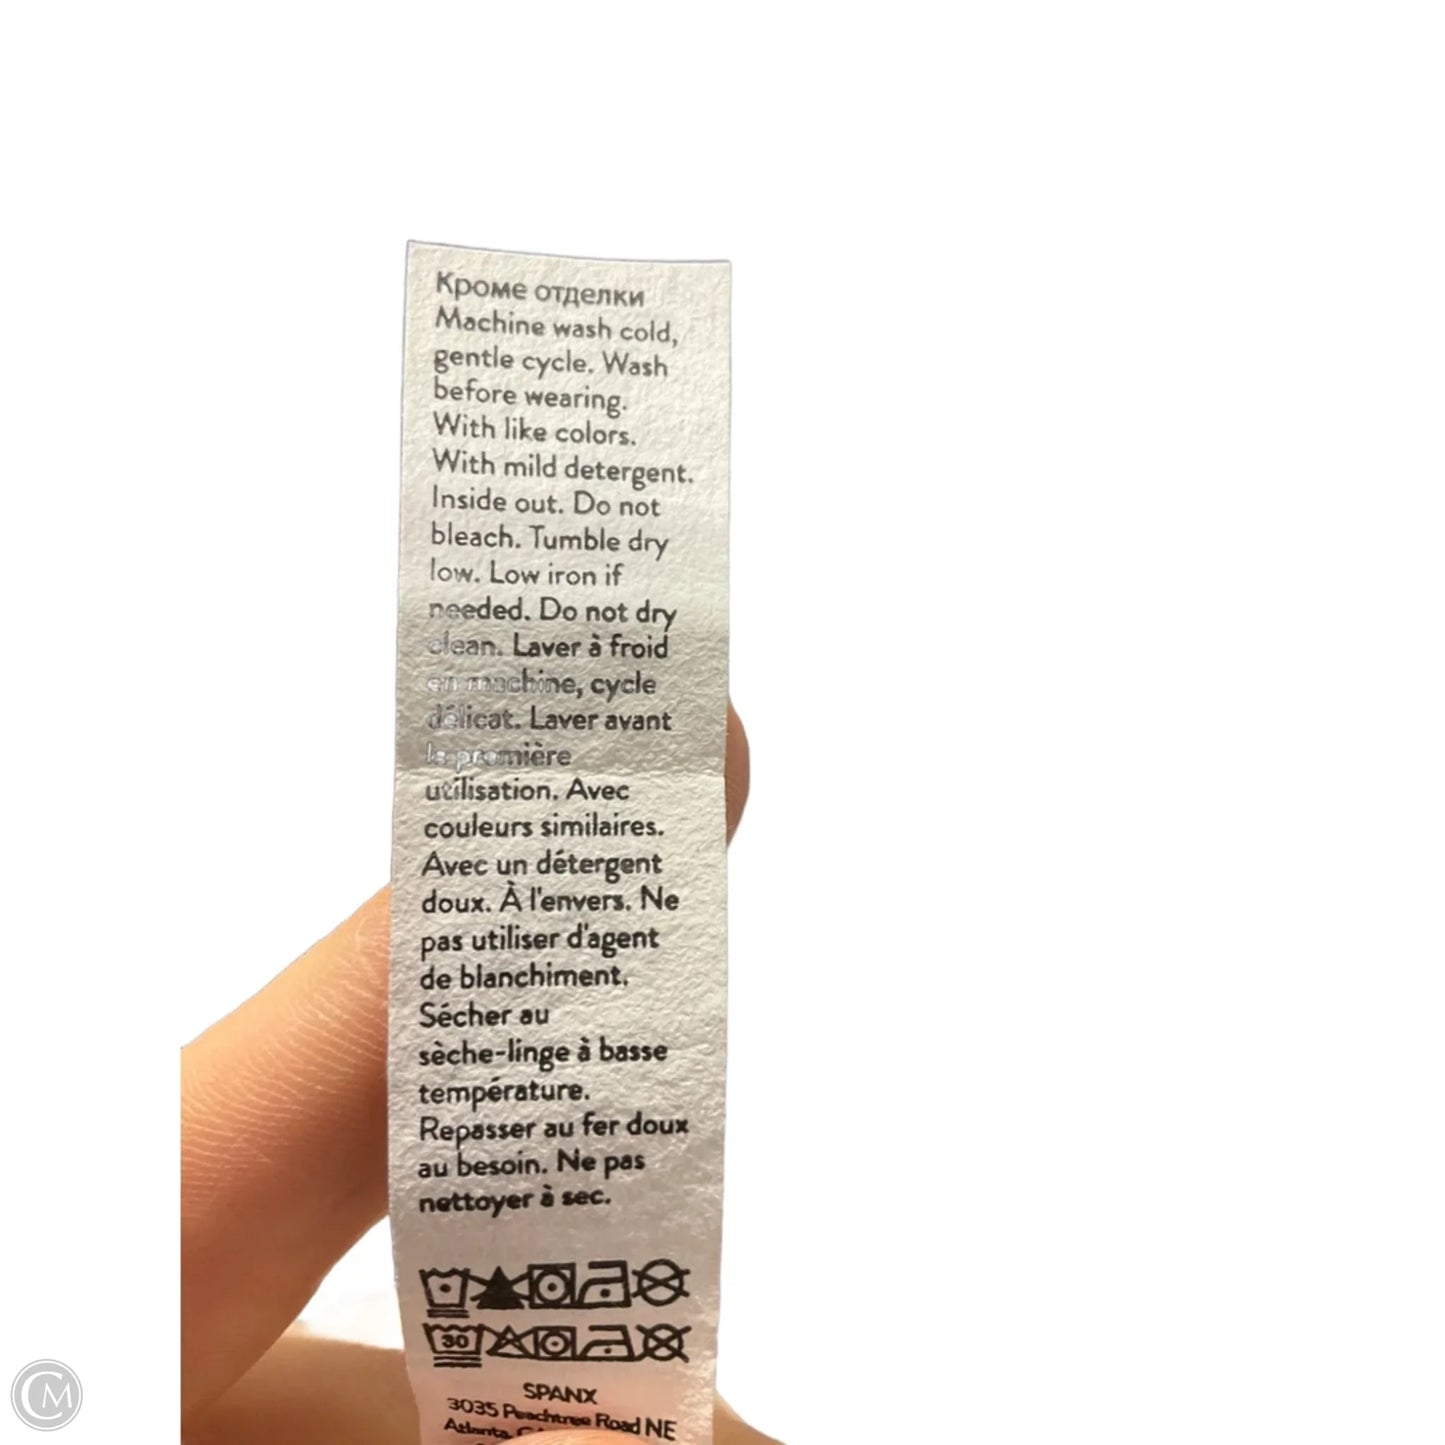 Кроме отделки
Machine wash cold,
gentle cycle. Wash
before wearing.
With like colors.
With mild detergent.
Inside out. Do not
bleach. Tumble dry
low. Low iron if
needed. Do not dry
clean. Laver à froid
en machine, cycle
délicat. Laver avant
la première
utilisation. Avec
couleurs similaires.
Avec un détergent
doux. À l'envers. Ne
pas utiliser d'agent
de blanchiment.
Sécher au
sèche-linge à basse
température.
Repasser au fer doux
au besoin. Ne pas
nettoyer à sec.
30
SPANX
3035 Peachtree Road NE
Atlanta,
CM